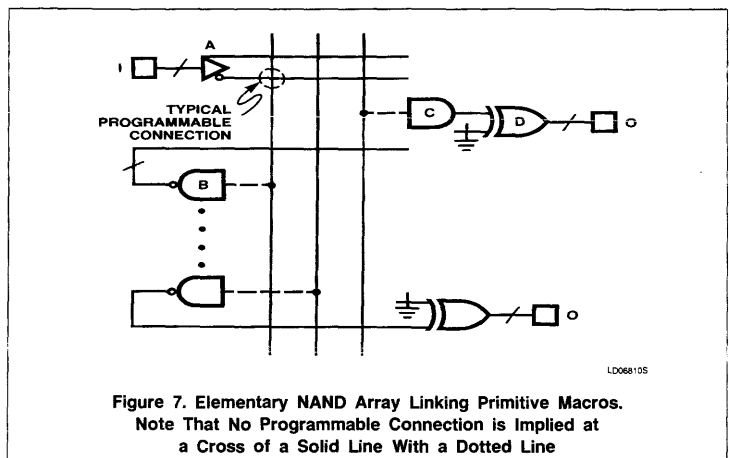 A
I
TYPICAL
PROGRAMMABLE
CONNECTION
C
D
O
B
O
LD06810S
Figure 7. Elementary NAND Array Linking Primitive Macros.
Note That No Programmable Connection is Implied at
a Cross of a Solid Line With a Dotted Line